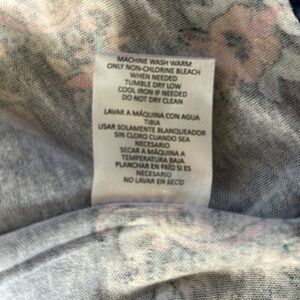 MACHINE WASH WARM
ONLY NON-CHLORINE BLEACH
WHEN NEEDED
TUMBLE DRY LOW
COOL IRON IF NEEDED
DO NOT DRY CLEAN
LAVAR A MÁQUINA CON AGUA
TIBIA
USAR SOLAMENTE BLANQUEADOR
SIN CLORO CUANDO SEA
NECESARIO
SECAR A MÁQUINA A
TEMPERATURA BAJA
PLANCHAR EN FRÍO SI ES
NECESARIO
NO LAVAR EN SECO